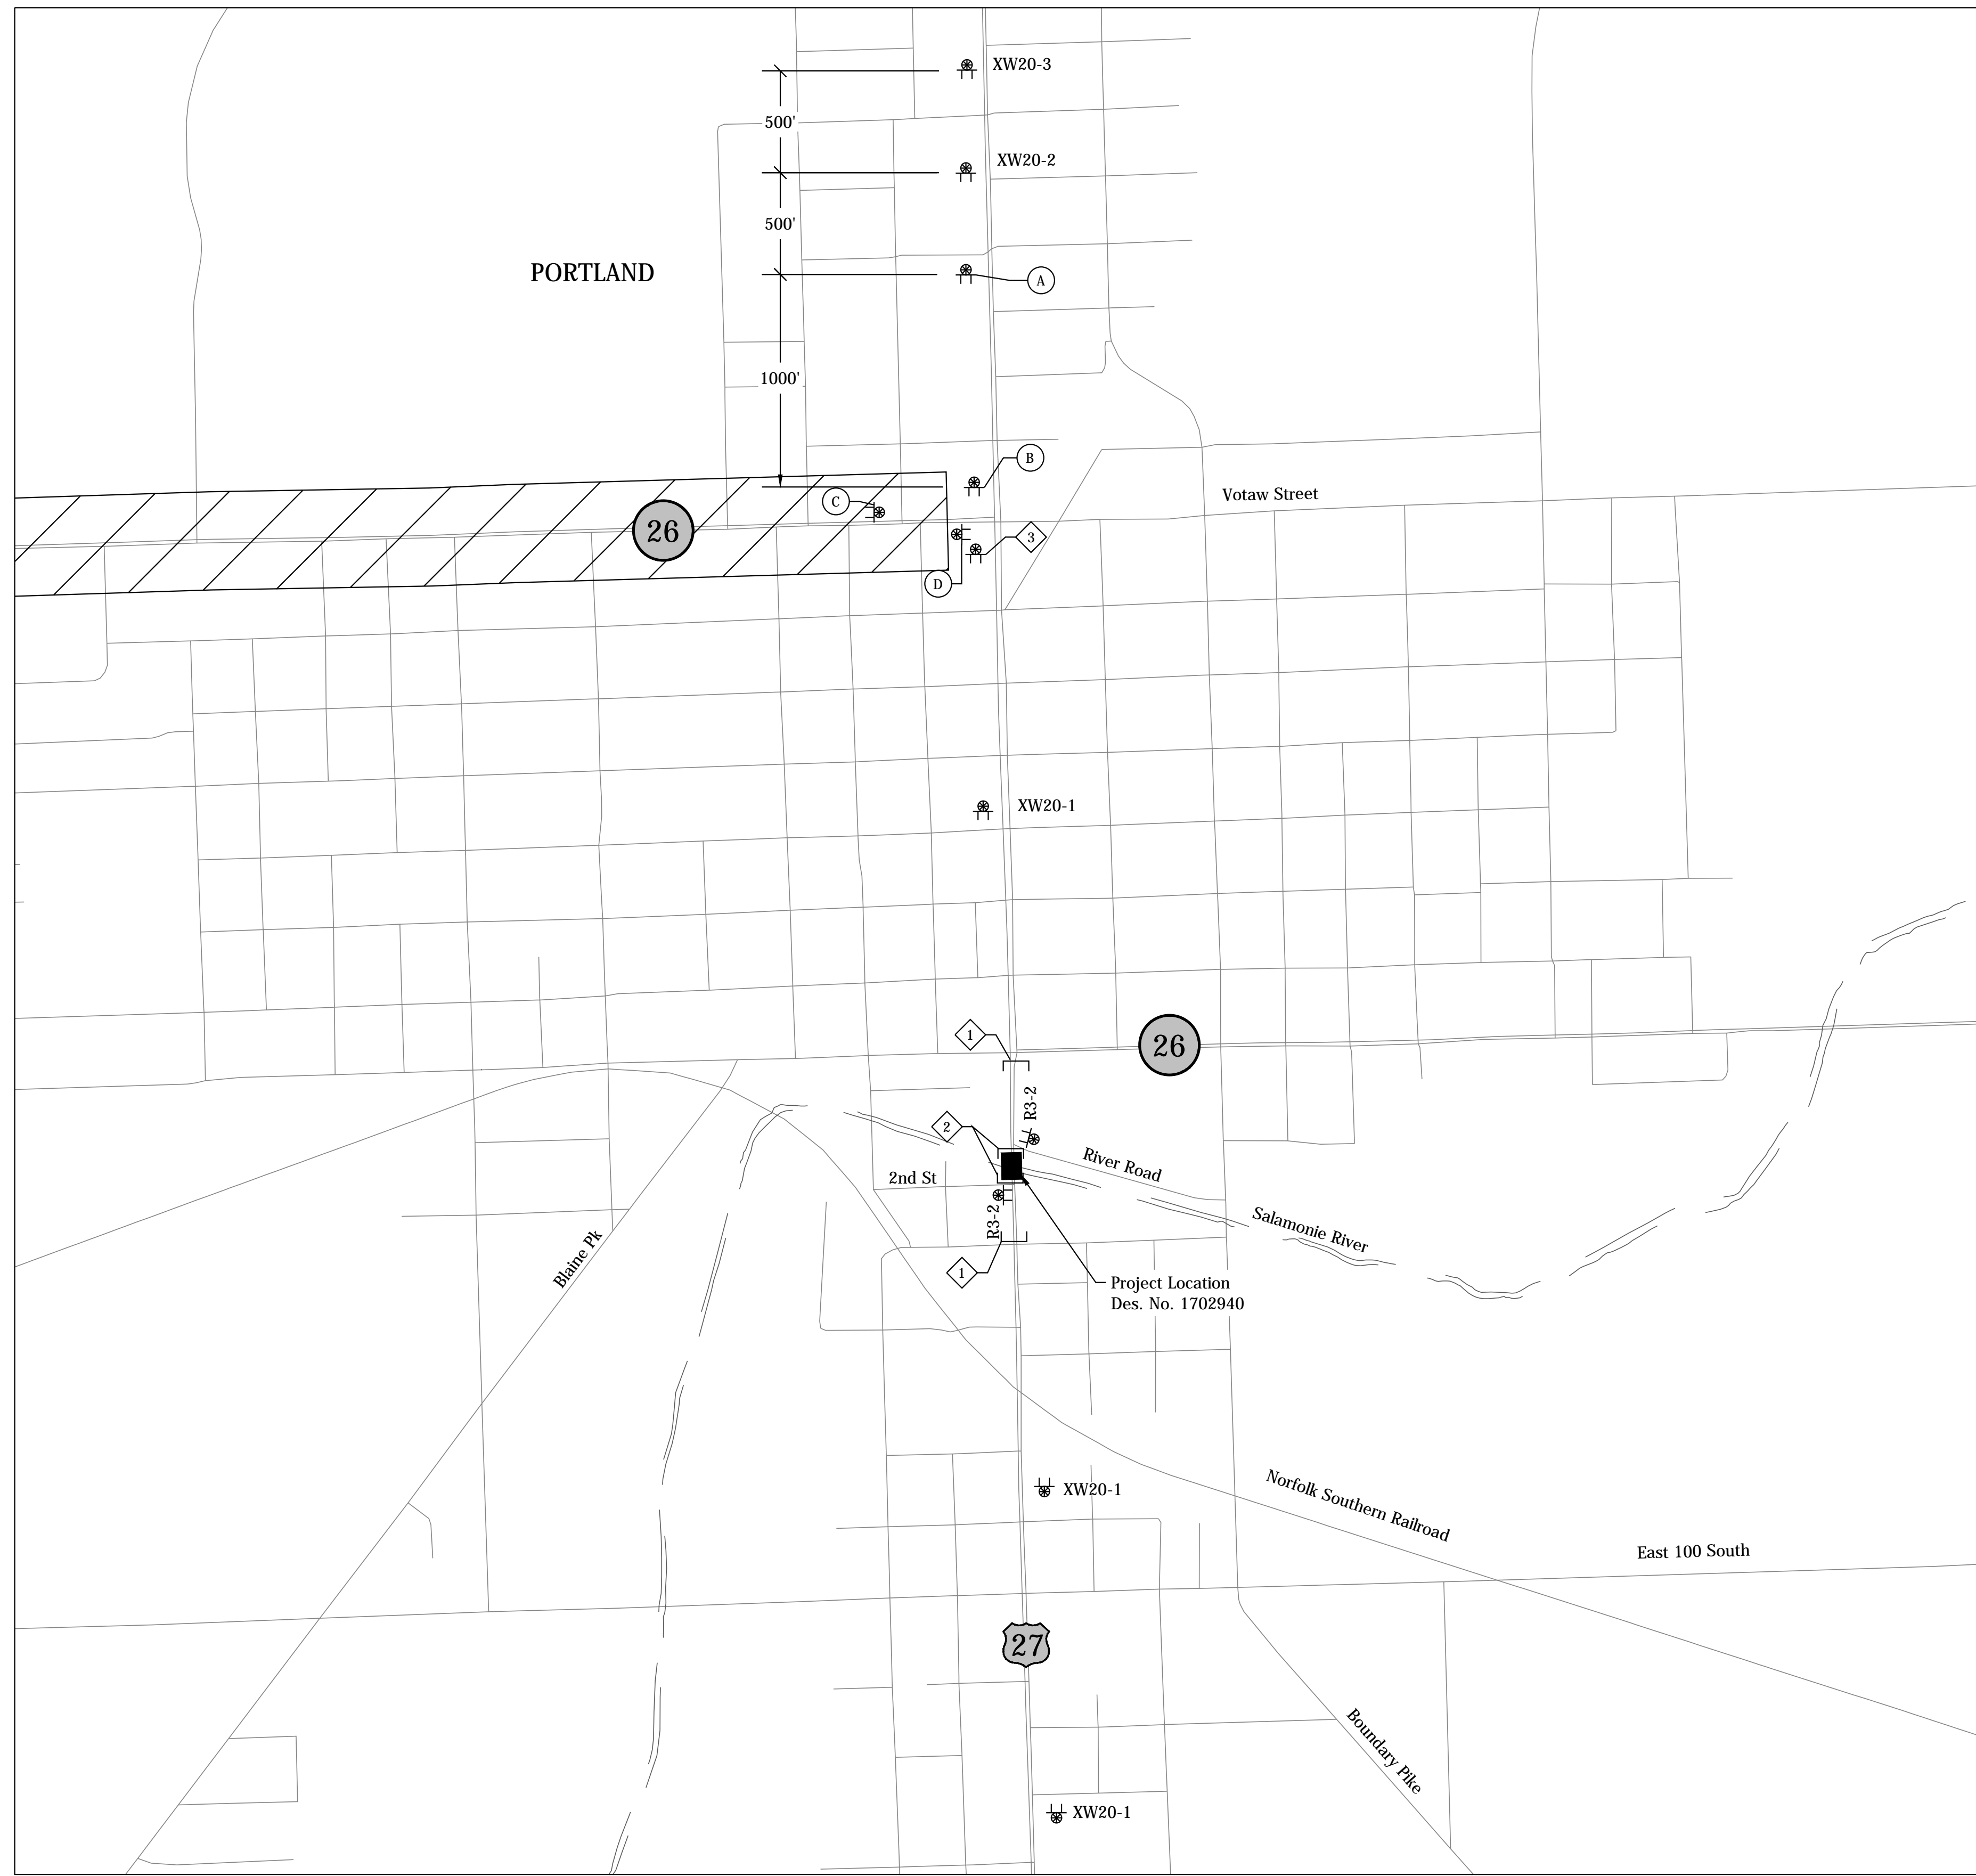 XW20-3
500'
XW20-2
500'
PORTLAND
A
1000'
B
Votaw Street
C
26
3
D
XW20-1
1
26
R3-2
2
River Road
2nd St
R3-2
Salamonie River
Blaine Pk
1
Project Location
Des. No. 1702940
XW20-1
Norfolk Southern Railroad
East 100 South
27
Boundary Pike
XW20-1